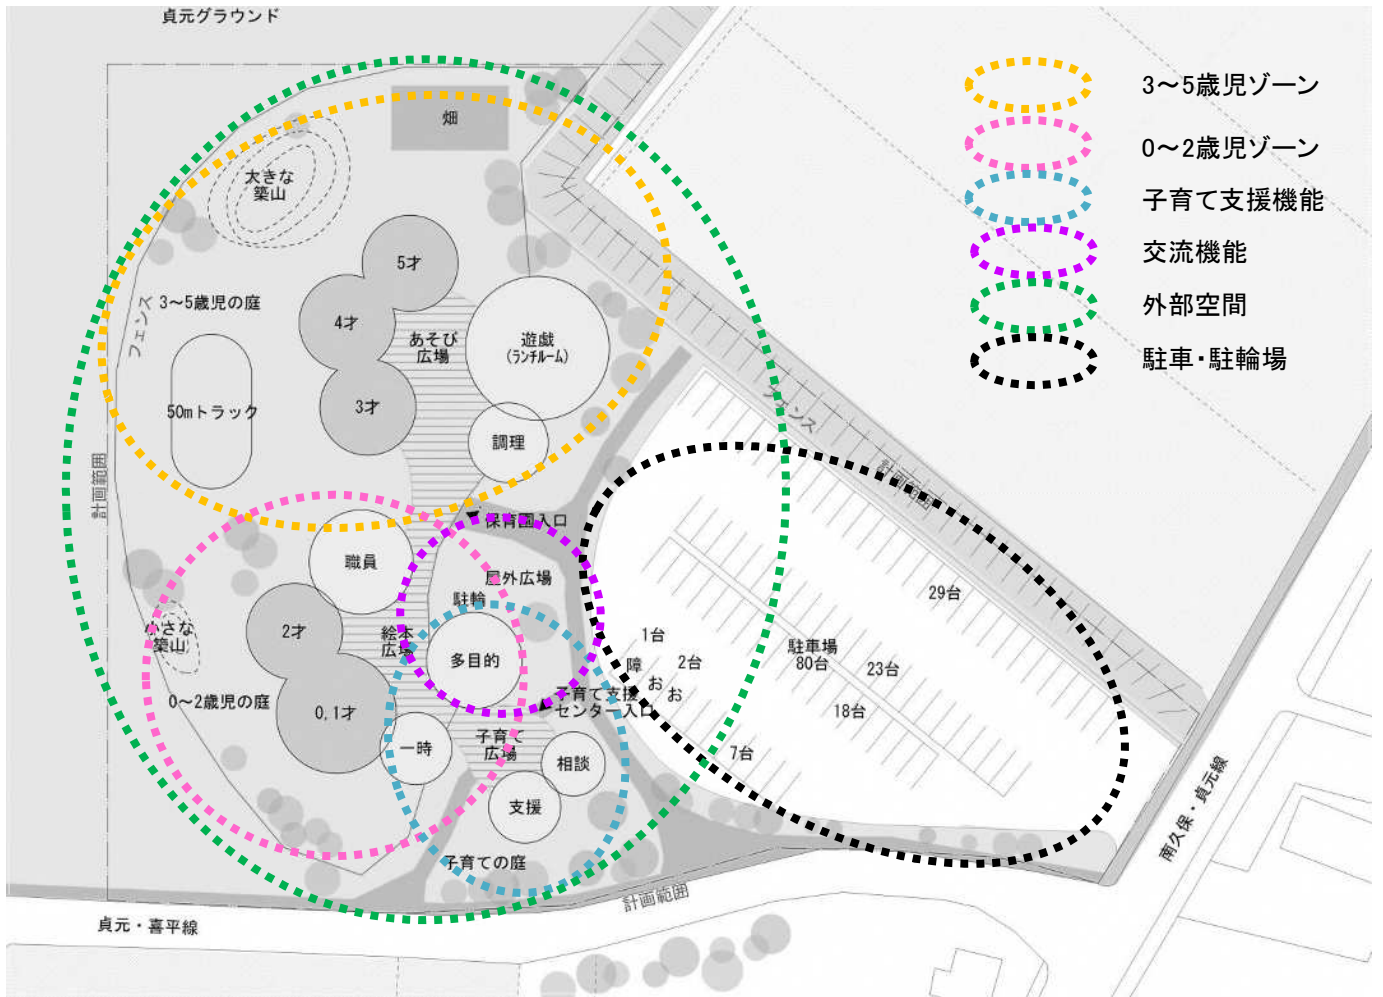 貞元グラウンド
3～5歳児ゾーン
0～2歳児ゾーン
子育て支援機能
交流機能
外部空間
駐車・駐輪場
畑
大きな
築山
5才
4才
3才
3～5歳児の庭
フェンス
50mトラック
あそび
広場
遊戯
(ランチルーム)
調理
フェンス
計画範囲
計画範囲
保育園入口
職員
屋外広場
駐輪
2才
絵本
広場
多目的
小さな
築山
0～2歳児の庭
0,1才
一時
子育て支援
センター入口
子育て
広場
相談
支援
子育ての庭
1台
障
2台
お
お
7台
駐車場
80台
29台
23台
18台
計画範囲
貞元・喜平線
南久保・貞元線